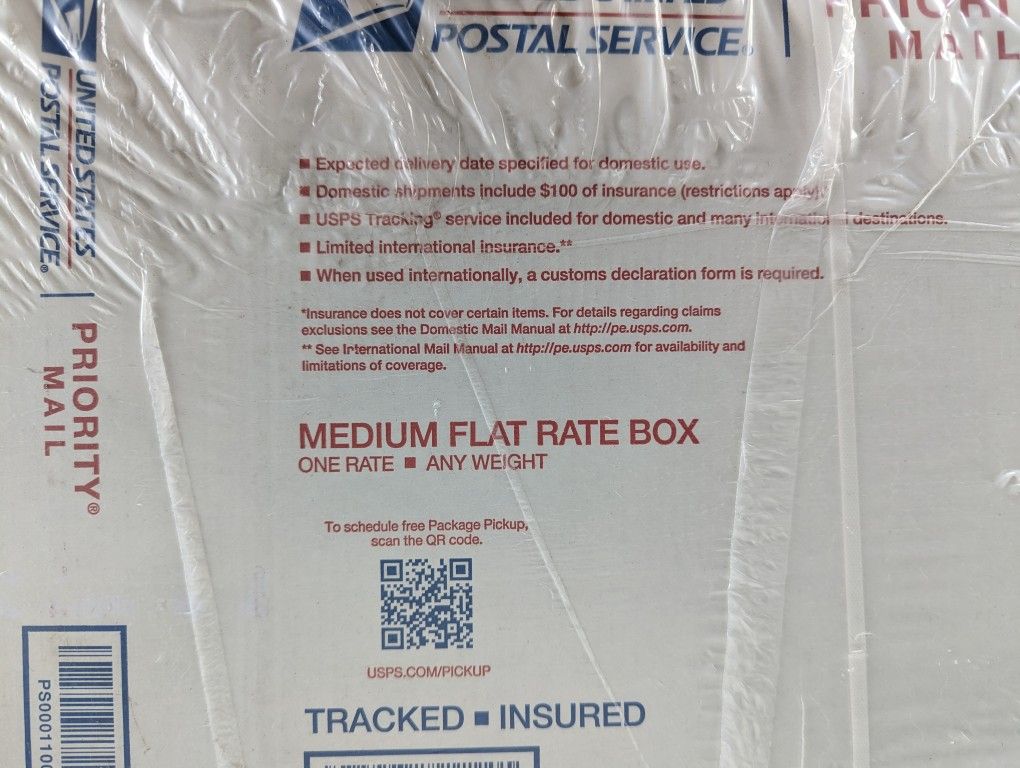 POSTAL SERVICE®
PRIORITY
MAIL
UNITED STATES
POSTAL SERVICE®
PRIORITY®
MAIL
■ Expected delivery date specified for domestic use.
■ Domestic shipments include $100 of insurance (restrictions apply).*
■ USPS Tracking® service included for domestic and many international destinations.
■ Limited international insurance.**
■ When used internationally, a customs declaration form is required.
*Insurance does not cover certain items. For details regarding claims
exclusions see the Domestic Mail Manual at http://pe.usps.com.
** See International Mail Manual at http://pe.usps.com for availability and
limitations of coverage.
MEDIUM FLAT RATE BOX
ONE RATE ■ ANY WEIGHT
To schedule free Package Pickup,
scan the QR code.
USPS.COM/PICKUP
TRACKED ■ INSURED